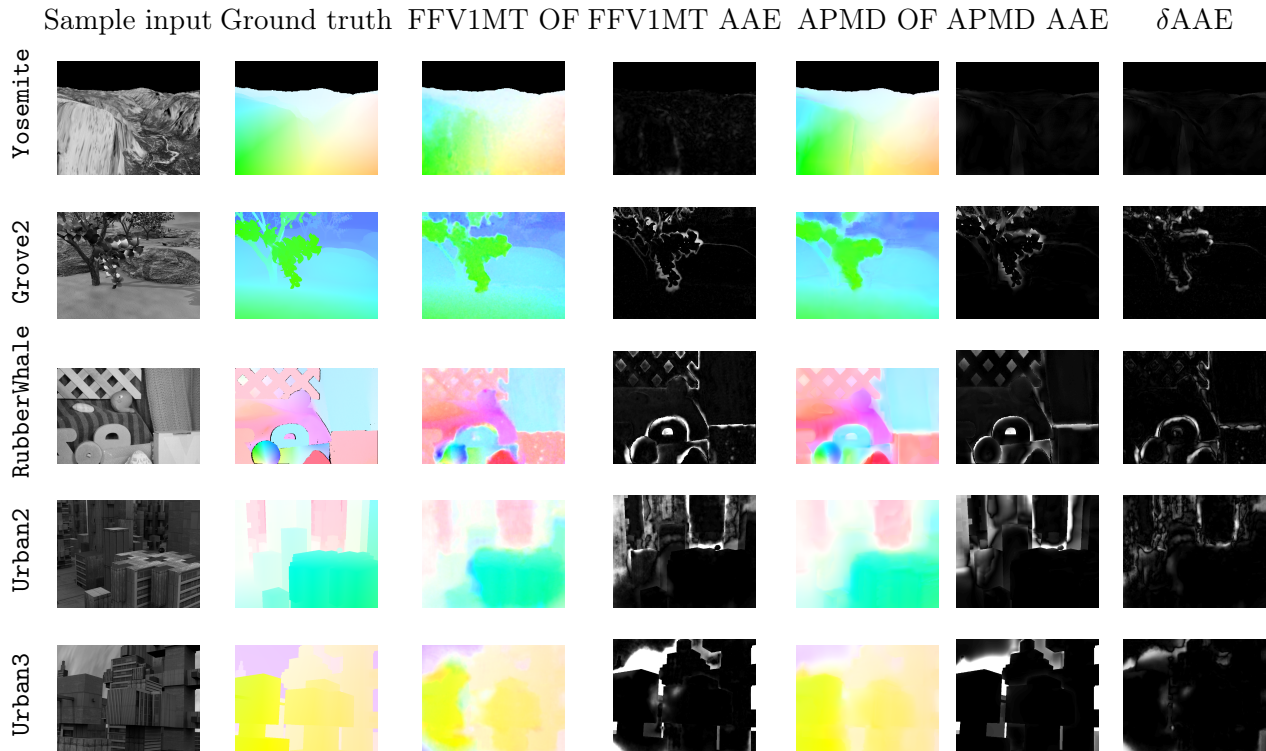 Sample input Ground truth FFV1MT OF FFV1MT AAE APMD OF APMD AAE δAAE
Yosemite
Grove2
RubberWhale
Urban2
Urban3